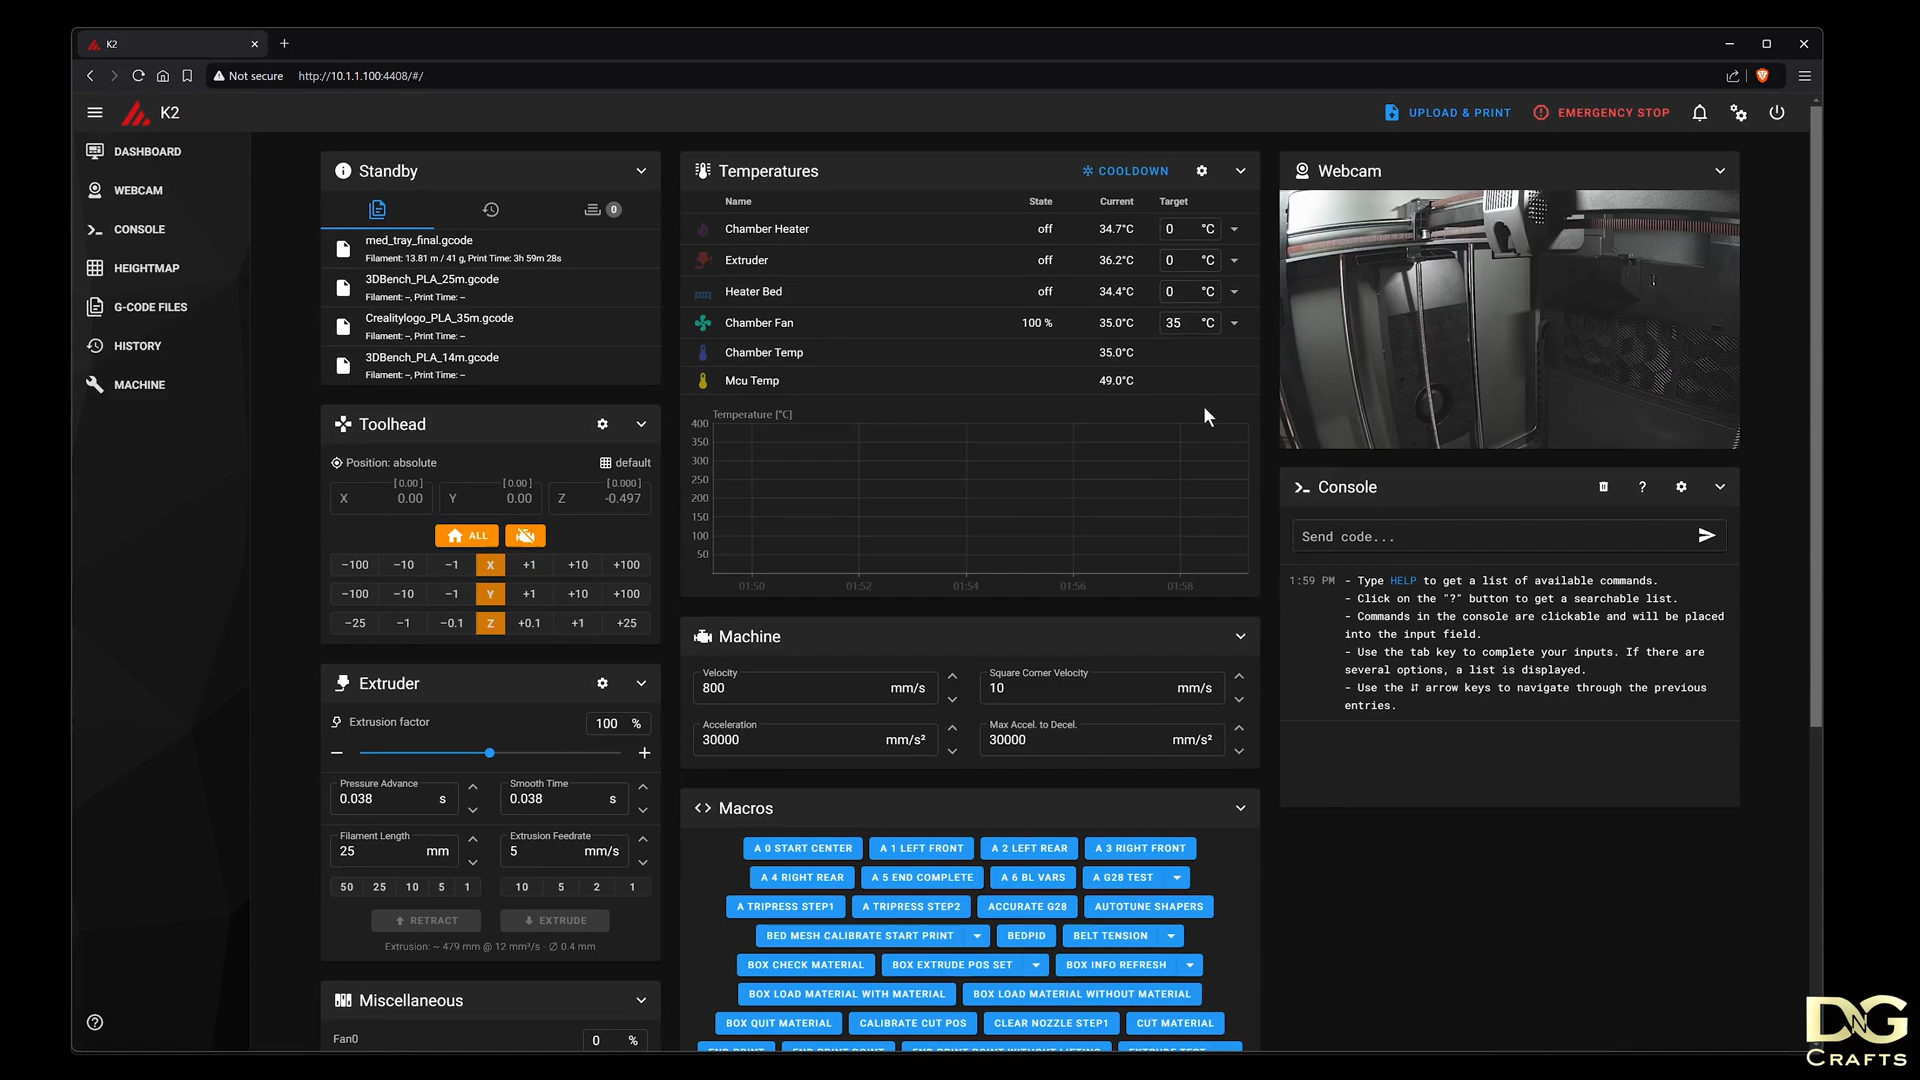 K2
Not secure http://10.1.1.100:4408/#/
K2
UPLOAD & PRINT
EMERGENCY STOP
DASHBOARD
WEBCAM
CONSOLE
HEIGHTMAP
G-CODE FILES
HISTORY
MACHINE
Standby
0
med_tray_final.gcode
Filament: 13.81 m / 41 g, Print Time: 3h 59m 28s
3DBench_PLA_25m.gcode
Filament: --, Print Time: --
Crealitylogo_PLA_35m.gcode
Filament: --, Print Time: --
3DBench_PLA_14m.gcode
Filament: --, Print Time: --
Toolhead
Position: absolute default
[ 0.00 ] [ 0.00 ] [ 0.000 ]
X 0.00 Y 0.00 Z -0.497
ALL
−100 −10 −1 X +1 +10 +100
−100 −10 −1 Y +1 +10 +100
−25 −1 −0.1 Z +0.1 +1 +25
Extruder
Extrusion factor 100 %
Pressure Advance Smooth Time
0.038 s 0.038 s
Filament Length Extrusion Feedrate
25 mm 5 mm/s
50 25 10 5 1 10 5 2 1
RETRACT EXTRUDE
Extrusion: ~ 479 mm @ 12 mm³/s · ∅ 0.4 mm
Miscellaneous
Fan0 0 %
Temperatures COOLDOWN
Name State Current Target
Chamber Heater off 34.7°C 0 °C
Extruder off 36.2°C 0 °C
Heater Bed off 34.4°C 0 °C
Chamber Fan 100 % 35.0°C 35 °C
Chamber Temp 35.0°C
Mcu Temp 49.0°C
Temperature [°C]
400
350
300
250
200
150
100
50
01:50 01:52 01:54 01:56 01:58
Machine
Velocity Square Corner Velocity
800 mm/s 10 mm/s
Acceleration Max Accel. to Decel.
30000 mm/s² 30000 mm/s²
Macros
A 0 START CENTER A 1 LEFT FRONT A 2 LEFT REAR A 3 RIGHT FRONT
A 4 RIGHT REAR A 5 END COMPLETE A 6 BL VARS A G28 TEST
A TRIPRESS STEP1 A TRIPRESS STEP2 ACCURATE G28 AUTOTUNE SHAPERS
BED MESH CALIBRATE START PRINT BEDPID BELT TENSION
BOX CHECK MATERIAL BOX EXTRUDE POS SET BOX INFO REFRESH
BOX LOAD MATERIAL WITH MATERIAL BOX LOAD MATERIAL WITHOUT MATERIAL
BOX QUIT MATERIAL CALIBRATE CUT POS CLEAR NOZZLE STEP1 CUT MATERIAL
END PRINT END PRINT POINT END PRINT POINT WITHOUT LIFTING EXTRUDE TEST
Webcam
Console
Send code...
1:59 PM - Type HELP to get a list of available commands.
- Click on the "?" button to get a searchable list.
- Commands in the console are clickable and will be placed
into the input field.
- Use the tab key to complete your inputs. If there are
several options, a list is displayed.
- Use the ⇵ arrow keys to navigate through the previous
entries.
DNG
CRAFTS